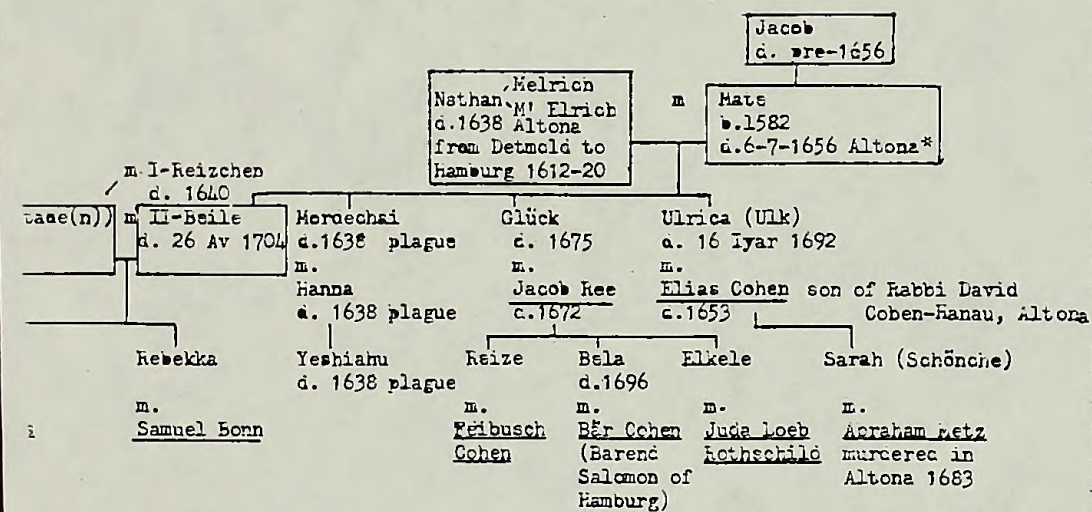 Jacob
d. pre-1656
Melrich
Nathan 'M' Elrich
d.1638 Altona
from Detmold to
Hamburg 1612-20
m
Mate
b.1582
d.6-7-1656 Altona*
m. I-Reizchen
d. 1640
m II-Beile
d. 26 Av 1704
Mordechai
d.1638 plague
m.
Hanna
d. 1638 plague
Glück
d. 1675
m.
Jacob Ree
d.1672
Ulrica (Ulk)
d. 16 Iyar 1692
m.
Elias Cohen son of Rabbi David
d.1653 Cohen-Hanau, Altona
Rebekka
m.
Samuel Bonn
Yeshiahu
d. 1638 plague
Reize
m.
Feibusch
Cohen
Bela
d.1696
m.
Bër Cohen
(Barend
Salomon of
Hamburg)
Elkele
m.
Juda Loeb
Rothschild
Sarah (Schönche)
m.
Abraham Metz
murdered in
Altona 1683